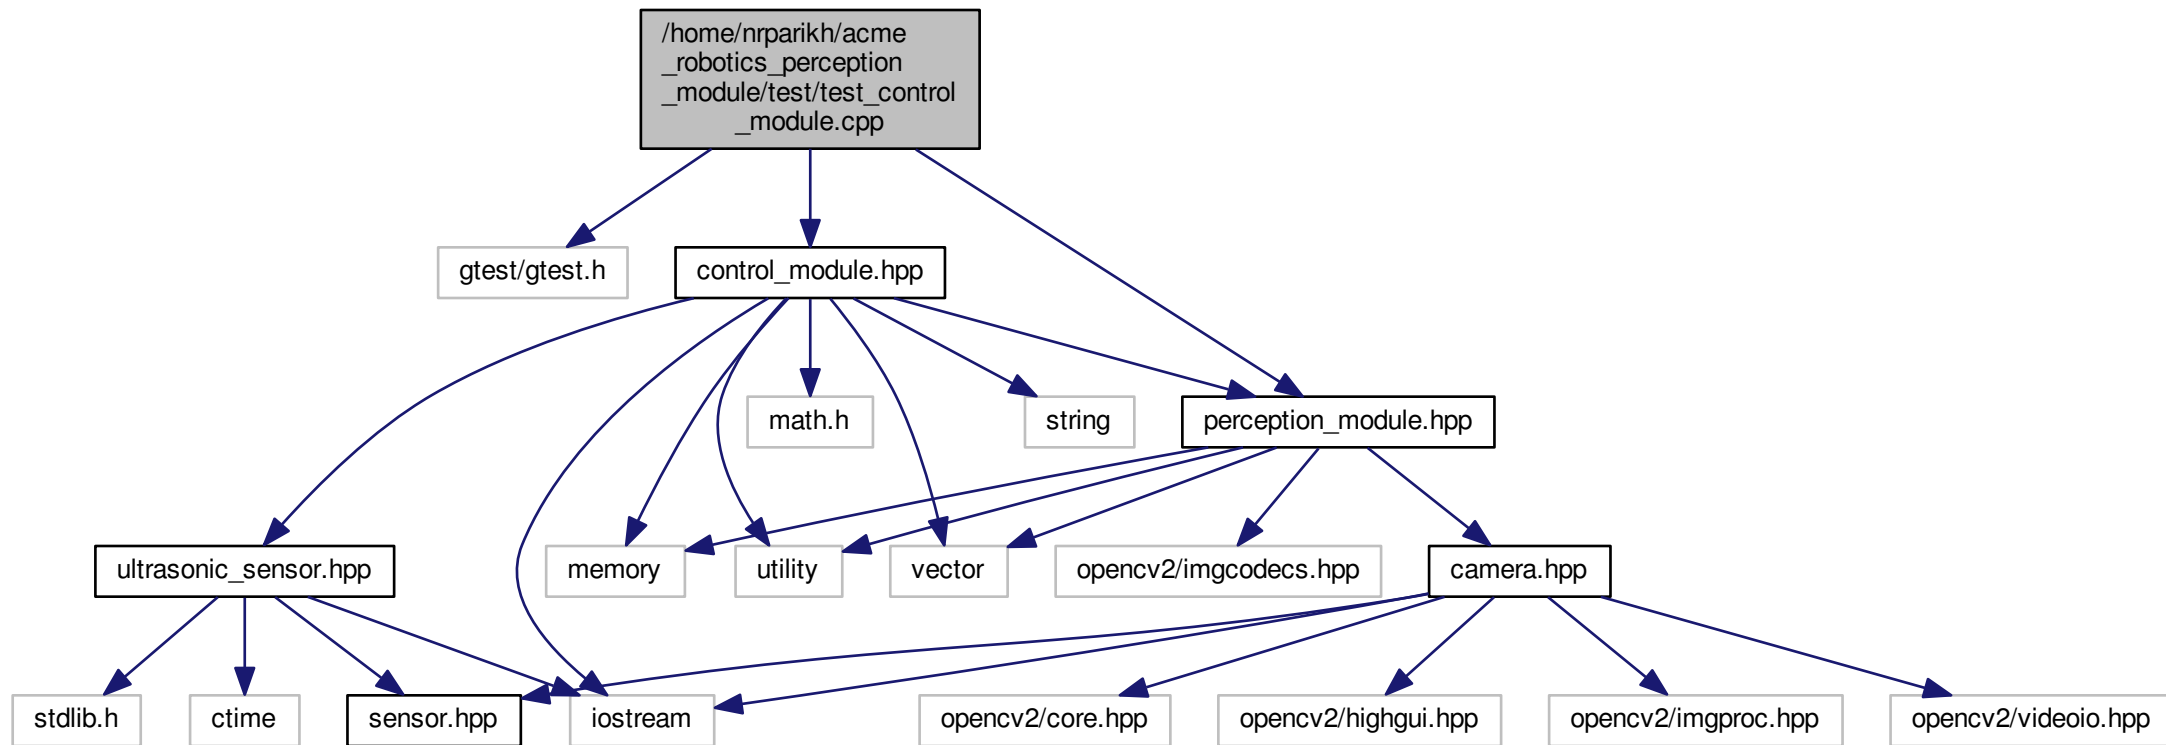 /home/nrparikh/acme
_robotics_perception
_module/test/test_control
_module.cpp
gtest/gtest.h
control_module.hpp
math.h
string
perception_module.hpp
ultrasonic_sensor.hpp
memory
utility
vector
opencv2/imgcodecs.hpp
camera.hpp
stdlib.h
ctime
sensor.hpp
iostream
opencv2/core.hpp
opencv2/highgui.hpp
opencv2/imgproc.hpp
opencv2/videoio.hpp